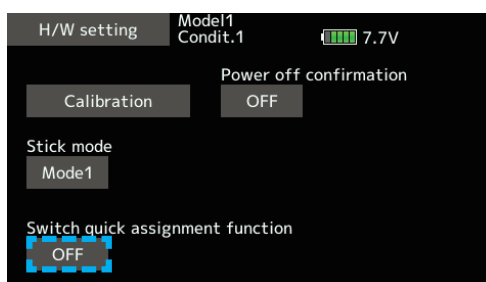 H/W setting
Model1
Condit.1
7.7V
Power off confirmation
Calibration
OFF
Stick mode
Mode1
Switch quick assignment function
OFF